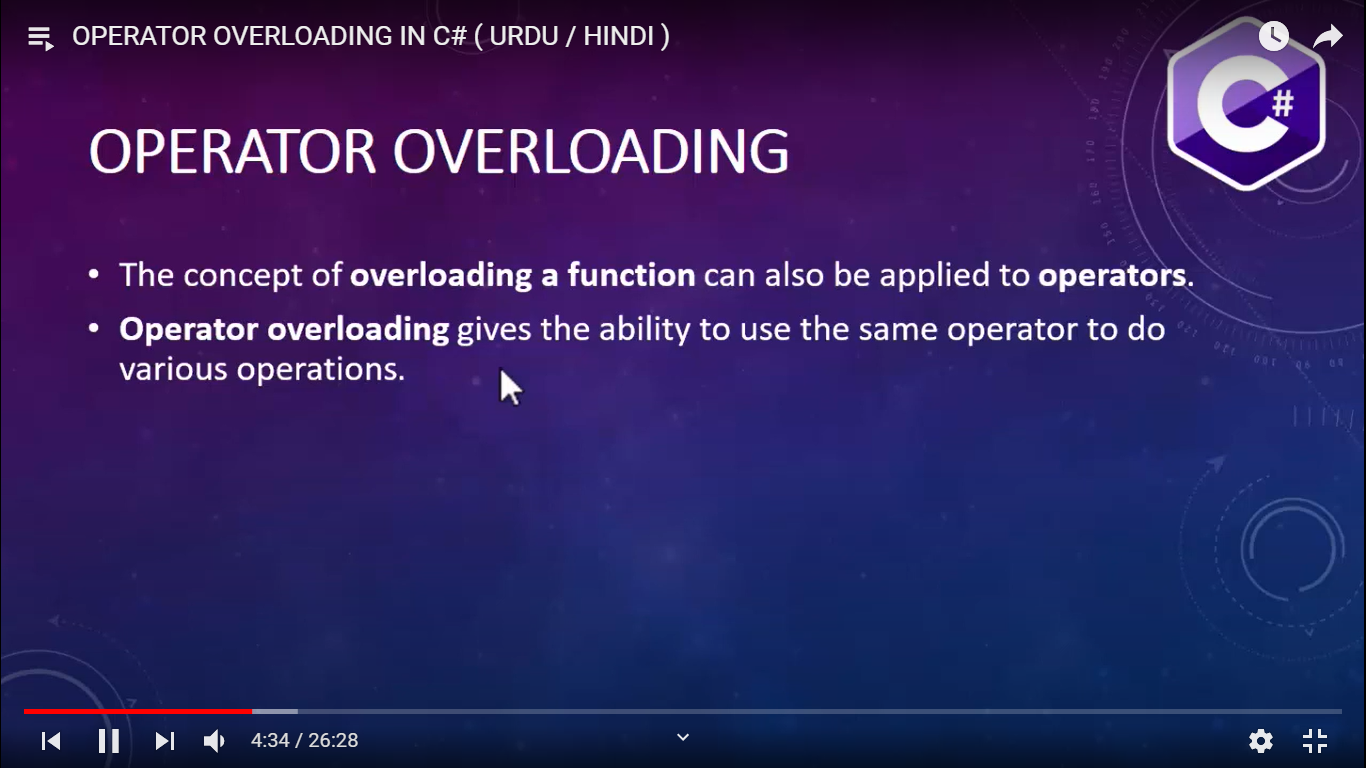 OPERATOR OVERLOADING IN C# ( URDU / HINDI )
C#
OPERATOR OVERLOADING
• The concept of overloading a function can also be applied to operators.
• Operator overloading gives the ability to use the same operator to do
various operations.
4:34 / 26:28